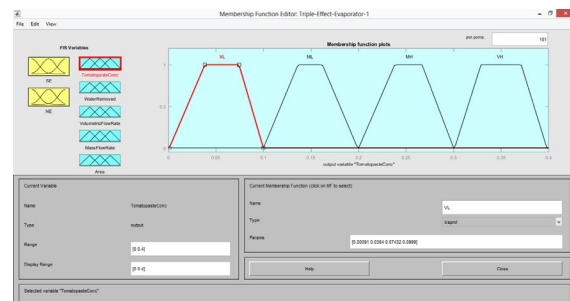 Membership Function Editor: Triple-Effect-Evaporator-1
File Edit View
FIS Variables
Membership function plots
plot points:
181
SE
NE
TomatopasteConc
WaterRemoved
VolumetricFlowRate
MassFlowRate
Area
VL ML MH VH
1
0.5
0
0 0.05 0.1 0.15 0.2 0.25 0.3 0.35 0.4
output variable "TomatopasteConc"
Current Variable
Name TomatopasteConc
Type output
Range [0 0.4]
Display Range [0 0.4]
Current Membership Function (click on MF to select)
Name VL
Type trapmf
Params [0.00091 0.0384 0.07432 0.0999]
Help Close
Selected variable "TomatopasteConc"